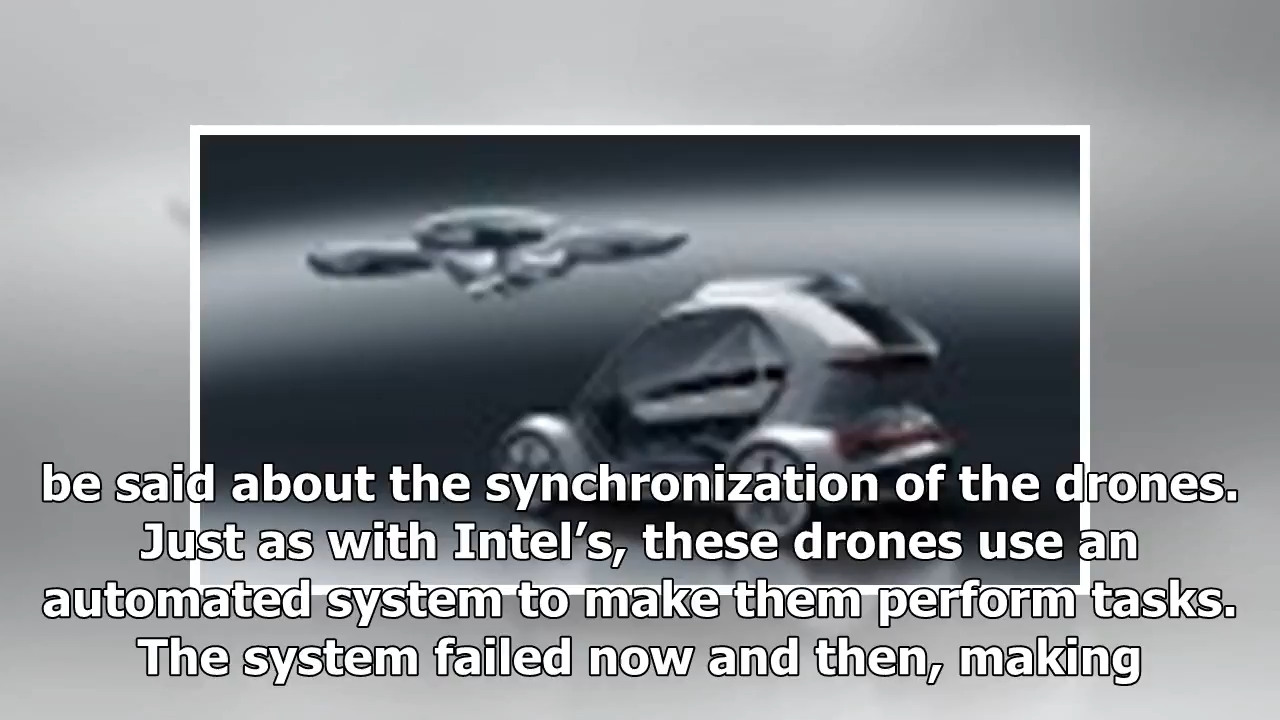 be said about the synchronization of the drones.
Just as with Intel’s, these drones use an
automated system to make them perform tasks.
The system failed now and then, making